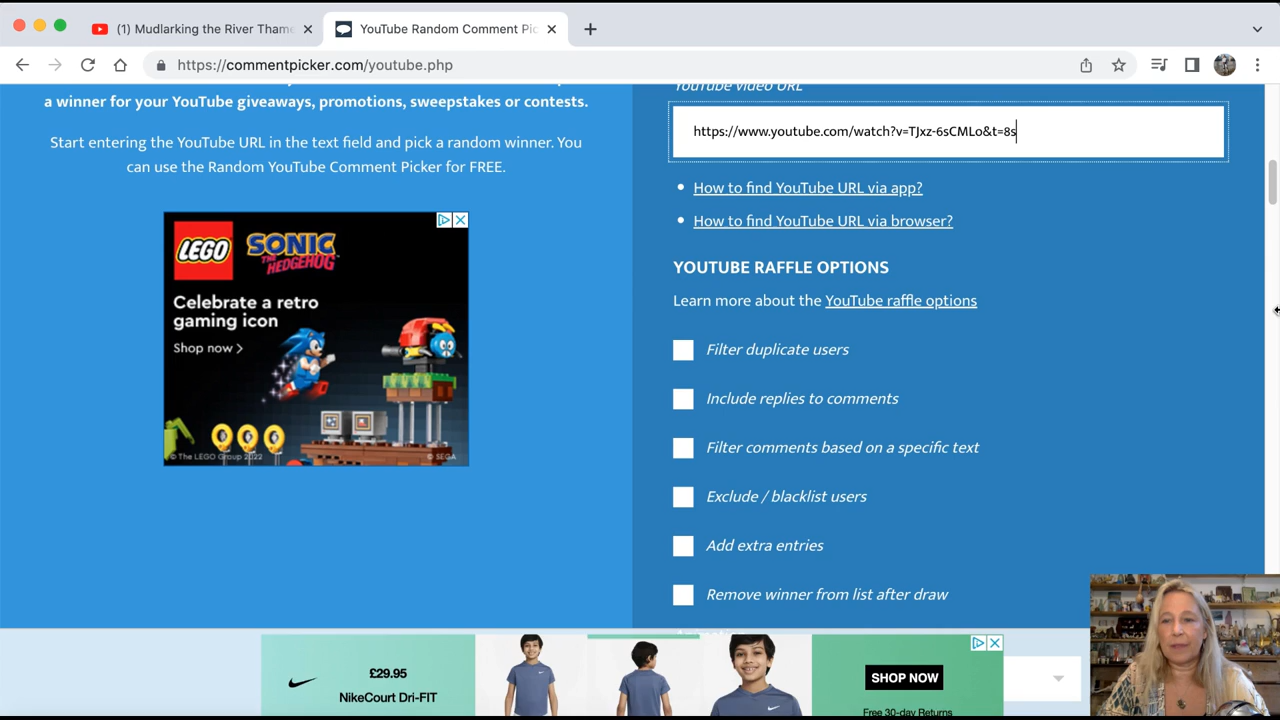 (1) Mudlarking the River Thame
YouTube Random Comment Pic
https://commentpicker.com/youtube.php
a winner for your YouTube giveaways, promotions, sweepstakes or contests.
Start entering the YouTube URL in the text field and pick a random winner. You
can use the Random YouTube Comment Picker for FREE.
LEGO
SONIC
THE HEDGEHOG
Celebrate a retro
gaming icon
Shop now >
© The LEGO Group 2022
© SEGA
YouTube video URL
https://www.youtube.com/watch?v=TJxz-6sCMLo&t=8s
How to find YouTube URL via app?
How to find YouTube URL via browser?
YOUTUBE RAFFLE OPTIONS
Learn more about the YouTube raffle options
Filter duplicate users
Include replies to comments
Filter comments based on a specific text
Exclude / blacklist users
Add extra entries
Remove winner from list after draw
£29.95
NikeCourt Dri-FIT
SHOP NOW
Free 30-day Returns